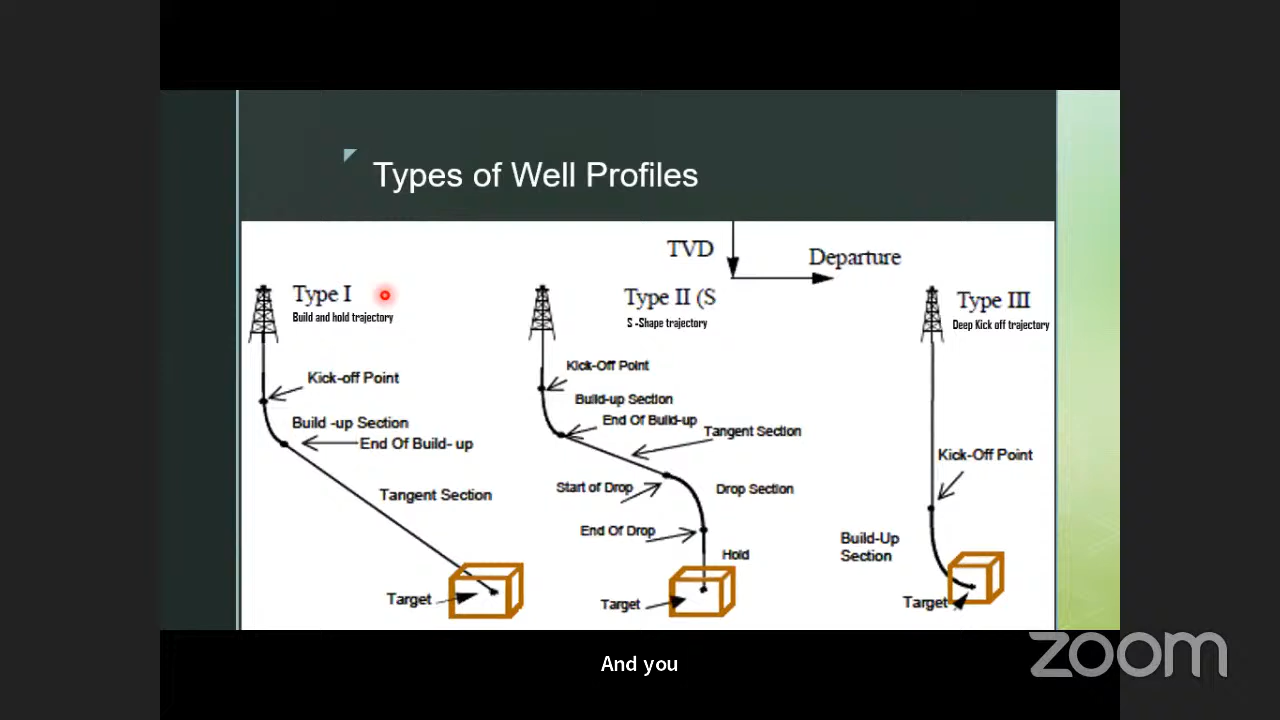 Types of Well Profiles
TVD
Departure
Type I
Build and hold trajectory
Kick-off Point
Build -up Section
End Of Build- up
Tangent Section
Target
Type II (S
S -Shape trajectory
Kick-Off Point
Build-up Section
End Of Build-up
Tangent Section
Start of Drop
Drop Section
End Of Drop
Hold
Target
Type III
Deep Kick off trajectory
Kick-Off Point
Build-Up
Section
Target
And you
zoom